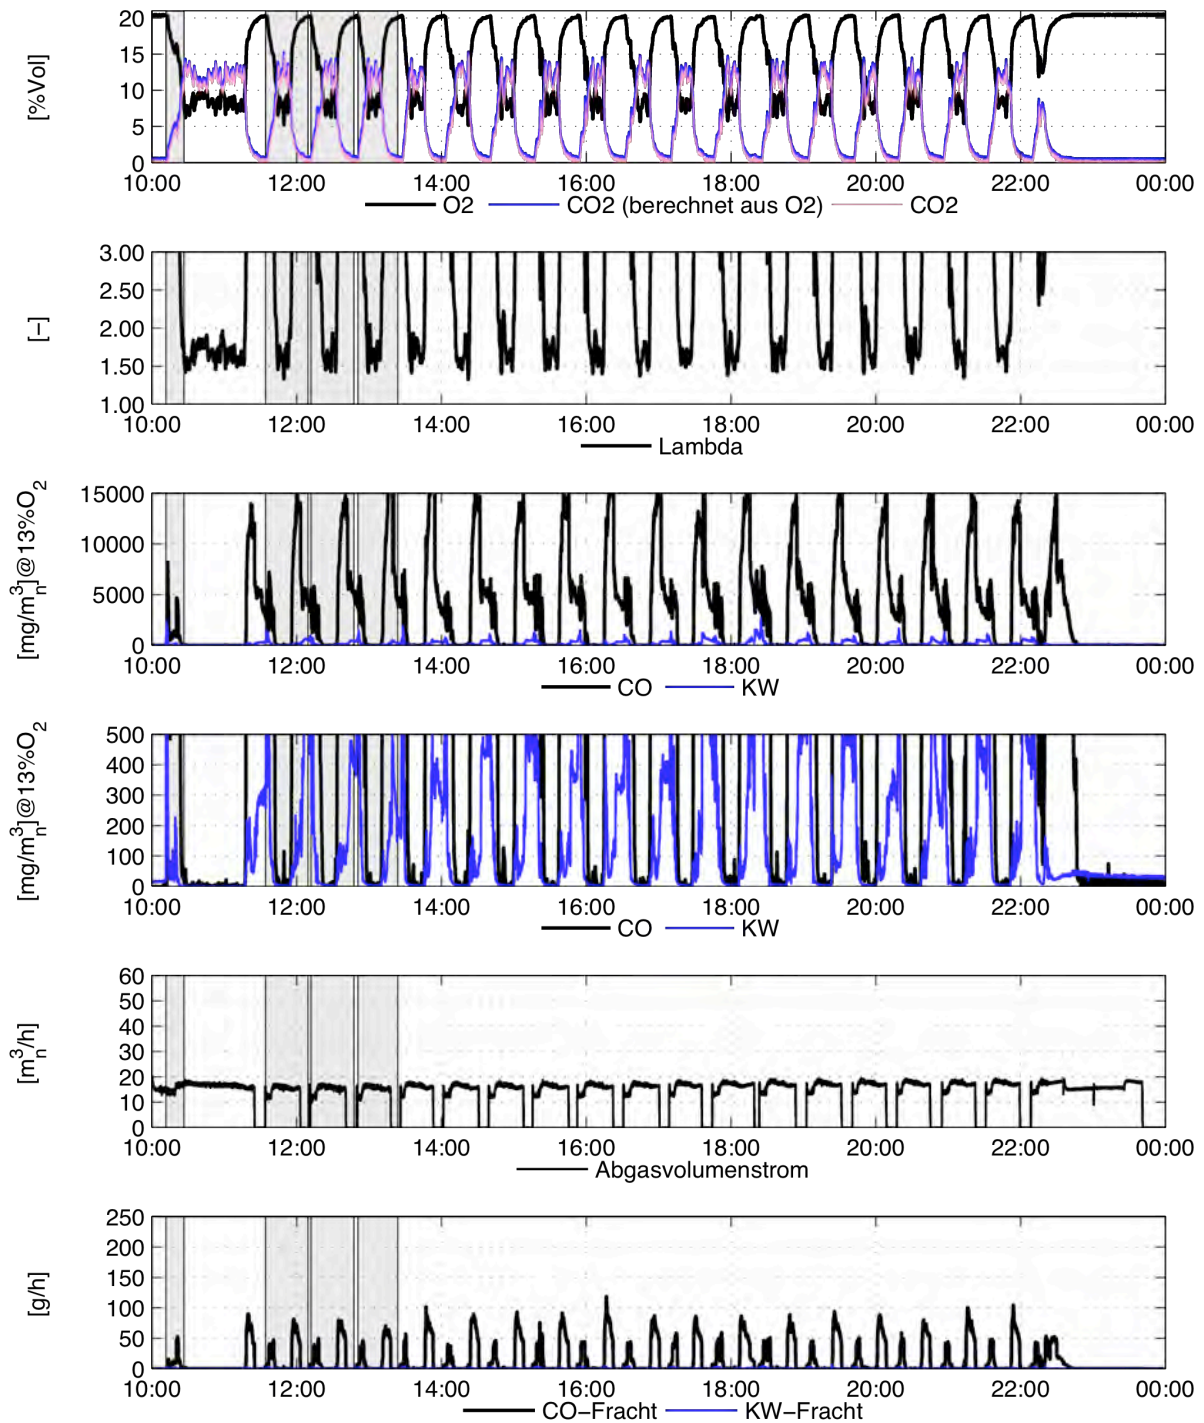 [%Vol]
20
15
10
5
0
10:00 12:00 14:00 16:00 18:00 20:00 22:00 00:00
O2 CO2 (berechnet aus O2) CO2
[–]
3.00
2.50
2.00
1.50
1.00
10:00 12:00 14:00 16:00 18:00 20:00 22:00 00:00
Lambda
[mg/m³n]@13%O2
15000
10000
5000
0
10:00 12:00 14:00 16:00 18:00 20:00 22:00 00:00
CO KW
[mg/m³n]@13%O2
500
400
300
200
100
0
10:00 12:00 14:00 16:00 18:00 20:00 22:00 00:00
CO KW
[m³n/h]
60
50
40
30
20
10
0
10:00 12:00 14:00 16:00 18:00 20:00 22:00 00:00
Abgasvolumenstrom
[g/h]
250
200
150
100
50
0
10:00 12:00 14:00 16:00 18:00 20:00 22:00 00:00
CO–Fracht KW–Fracht